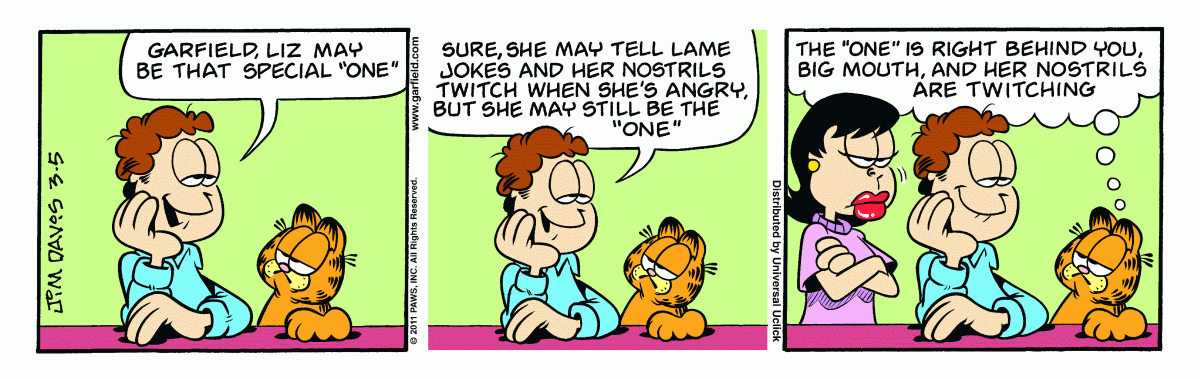 GARFIELD, LIZ MAY
BE THAT SPECIAL "ONE"
JIM DAVIS 3·5
www.garfield.com
© 2011 PAWS, INC. All Rights Reserved.
SURE, SHE MAY TELL LAME
JOKES AND HER NOSTRILS
TWITCH WHEN SHE'S ANGRY,
BUT SHE MAY STILL BE THE
"ONE"
Distributed by Universal Uclick
THE "ONE" IS RIGHT BEHIND YOU,
BIG MOUTH, AND HER NOSTRILS
ARE TWITCHING